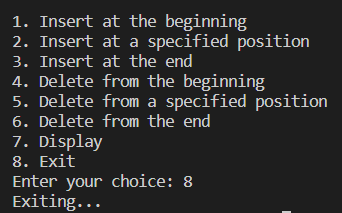 1. Insert at the beginning
2. Insert at a specified position
3. Insert at the end
4. Delete from the beginning
5. Delete from a specified position
6. Delete from the end
7. Display
8. Exit
Enter your choice: 8
Exiting...